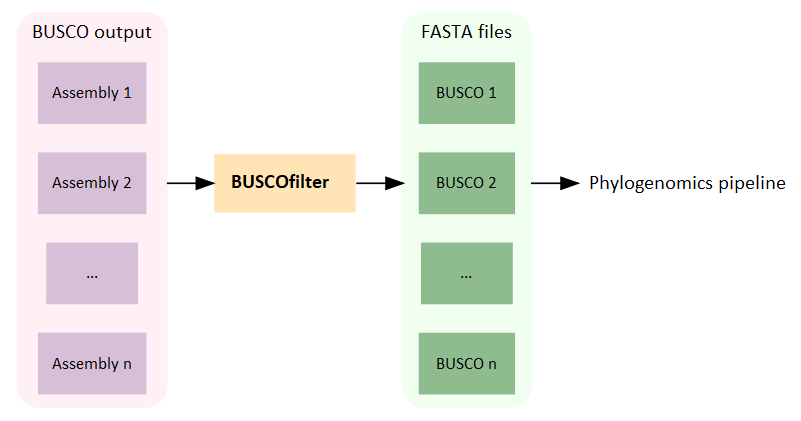 BUSCO output
Assembly 1
Assembly 2
...
Assembly n
BUSCOfilter
FASTA files
BUSCO 1
BUSCO 2
...
BUSCO n
Phylogenomics pipeline